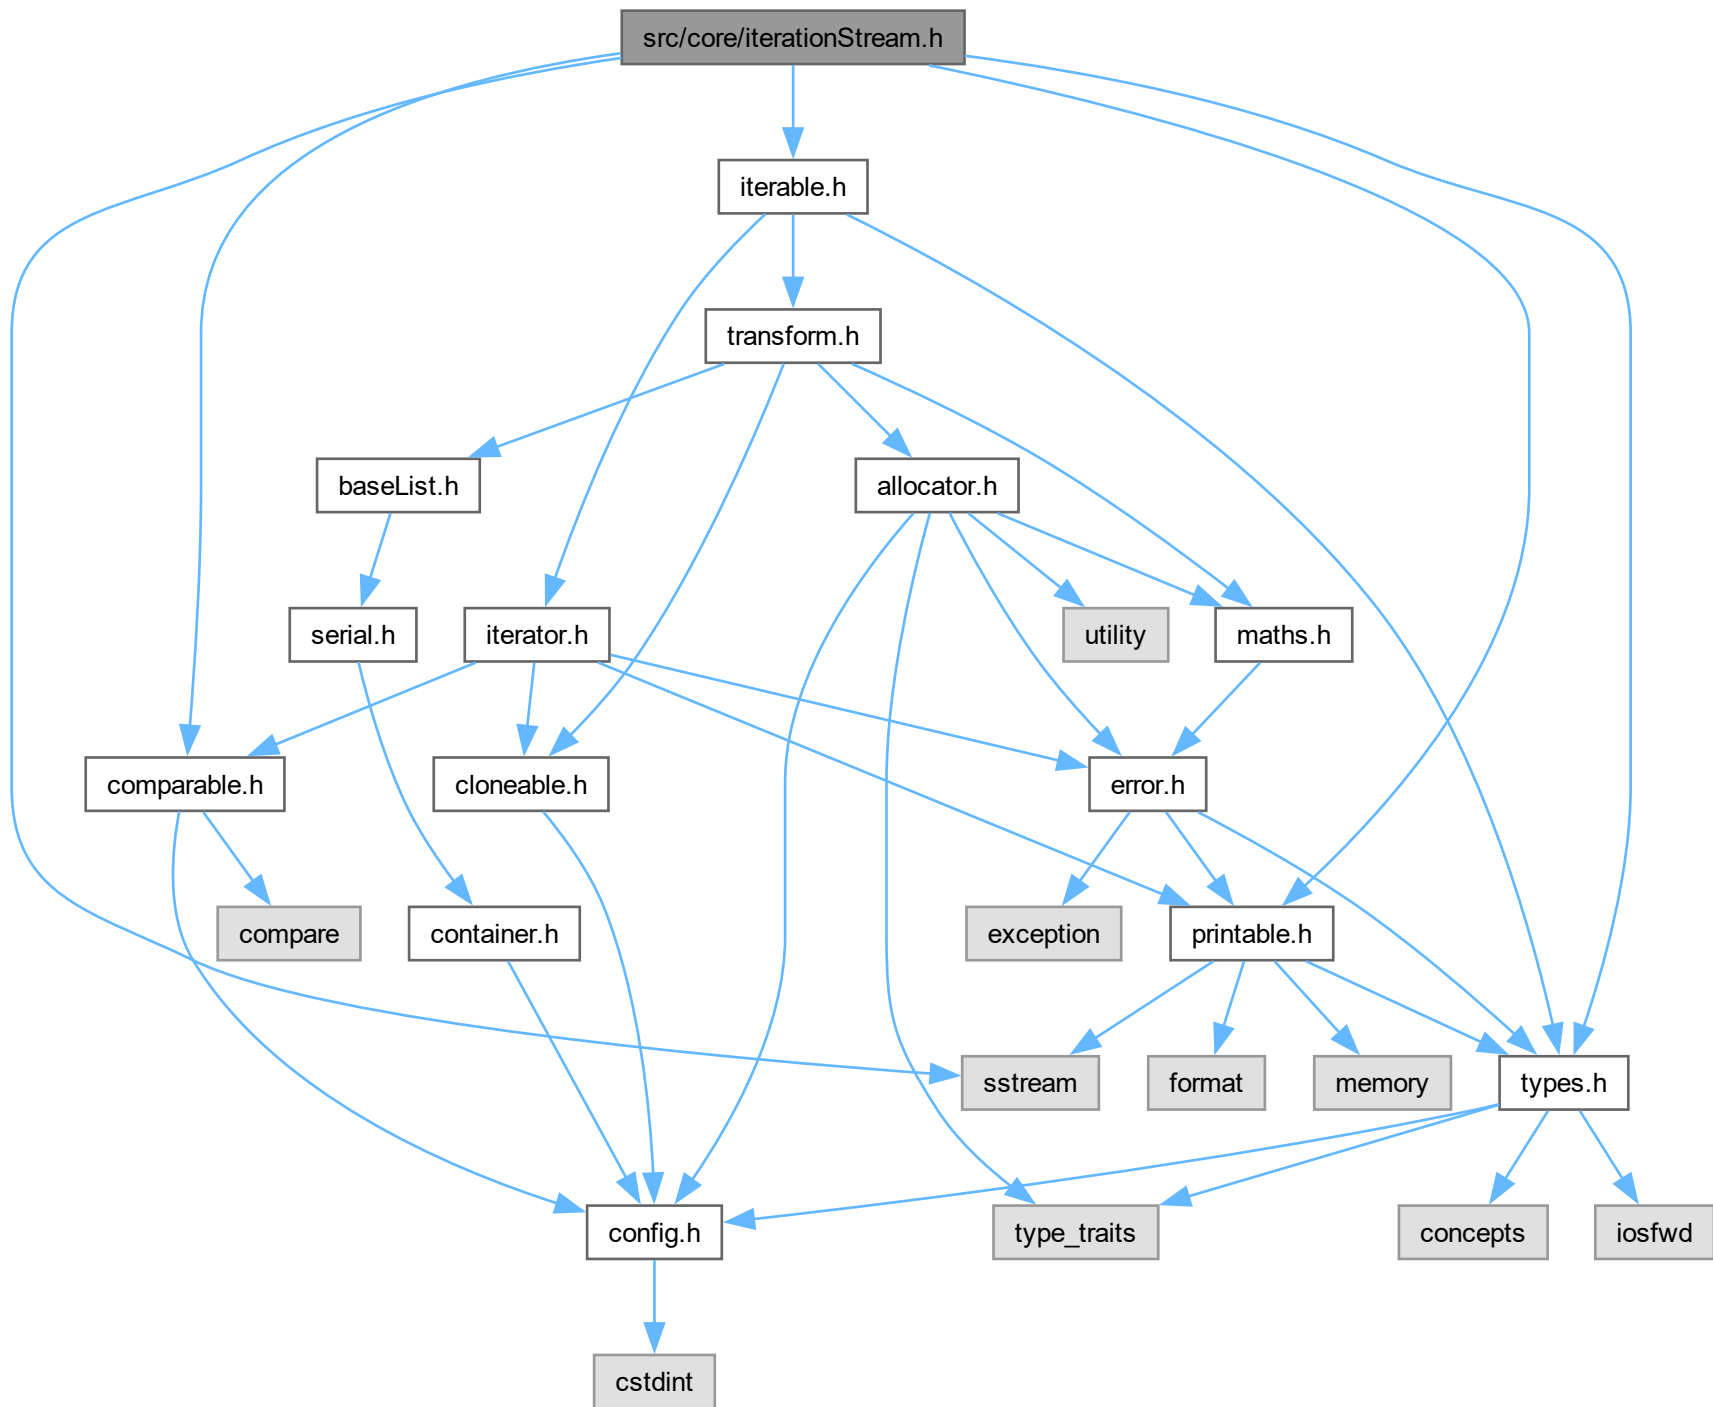 src/core/iterationStream.h
iterable.h
transform.h
baseList.h
allocator.h
serial.h
iterator.h
utility
maths.h
comparable.h
cloneable.h
error.h
compare
container.h
exception
printable.h
sstream
format
memory
types.h
config.h
type_traits
concepts
iosfwd
cstdint